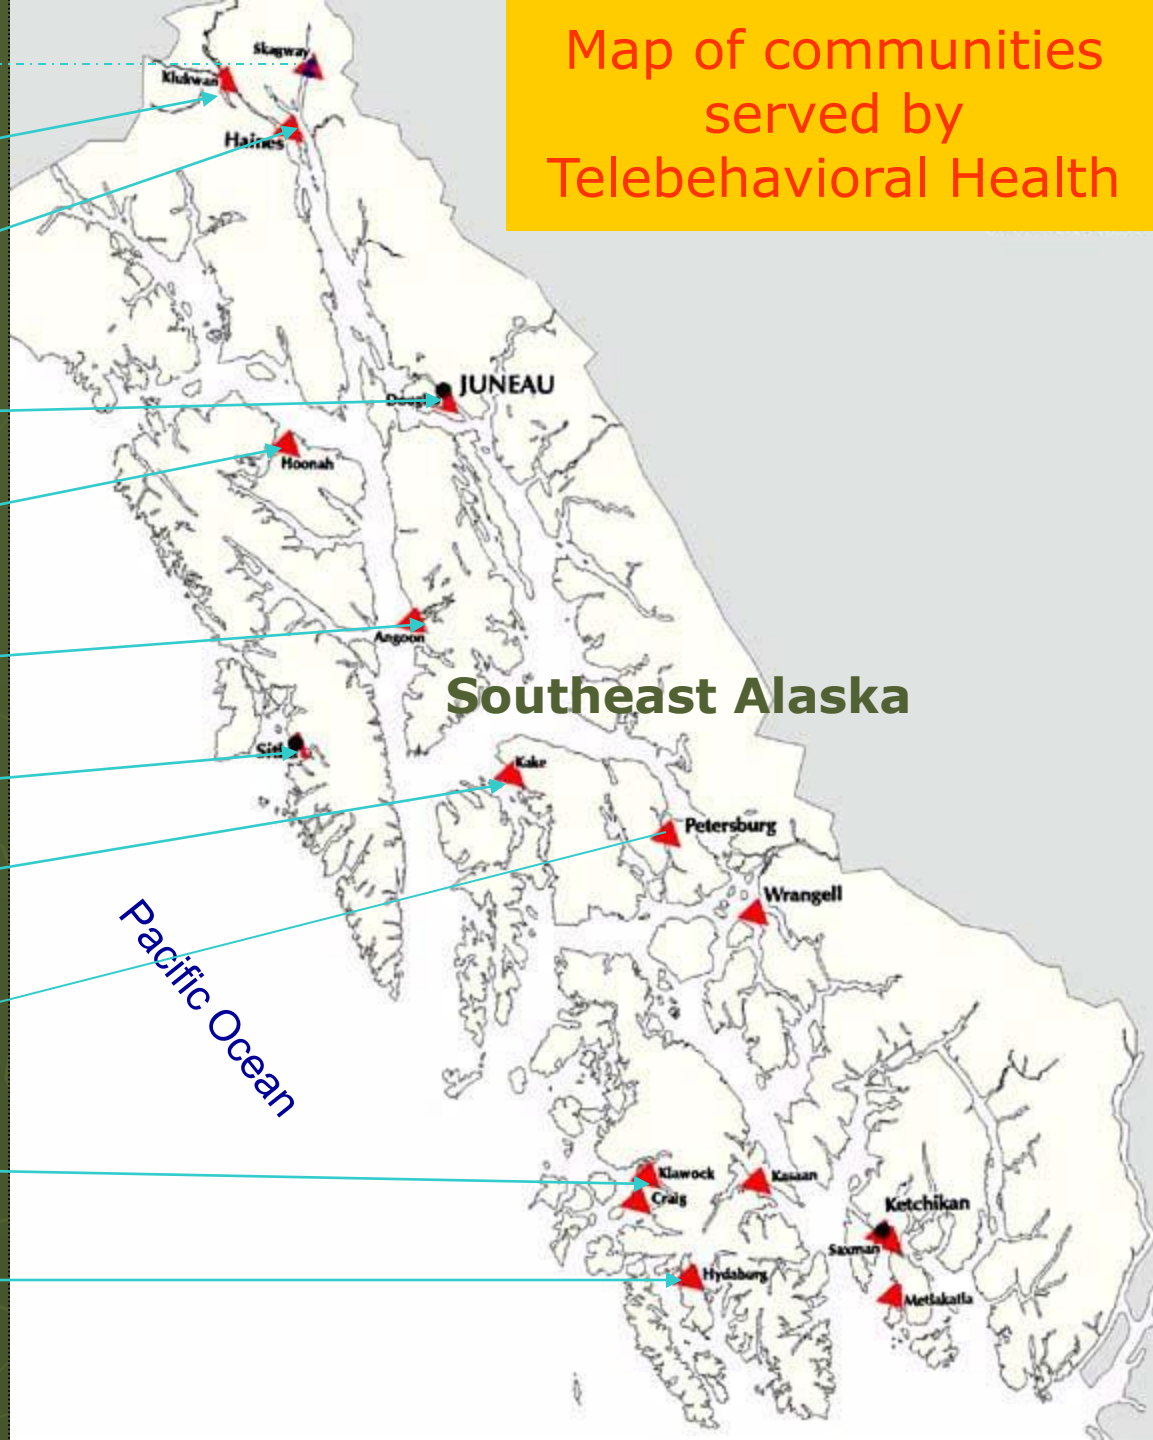 Map of communities
served by
Telebehavioral Health
Skagway
Klukwan
Haines
JUNEAU
Hoonah
Angoon
Southeast Alaska
Kake
Petersburg
Wrangell
Pacific Ocean
Klawock
Kasaan
Craig
Ketchikan
Saxman
Hydaburg
Metlakatla